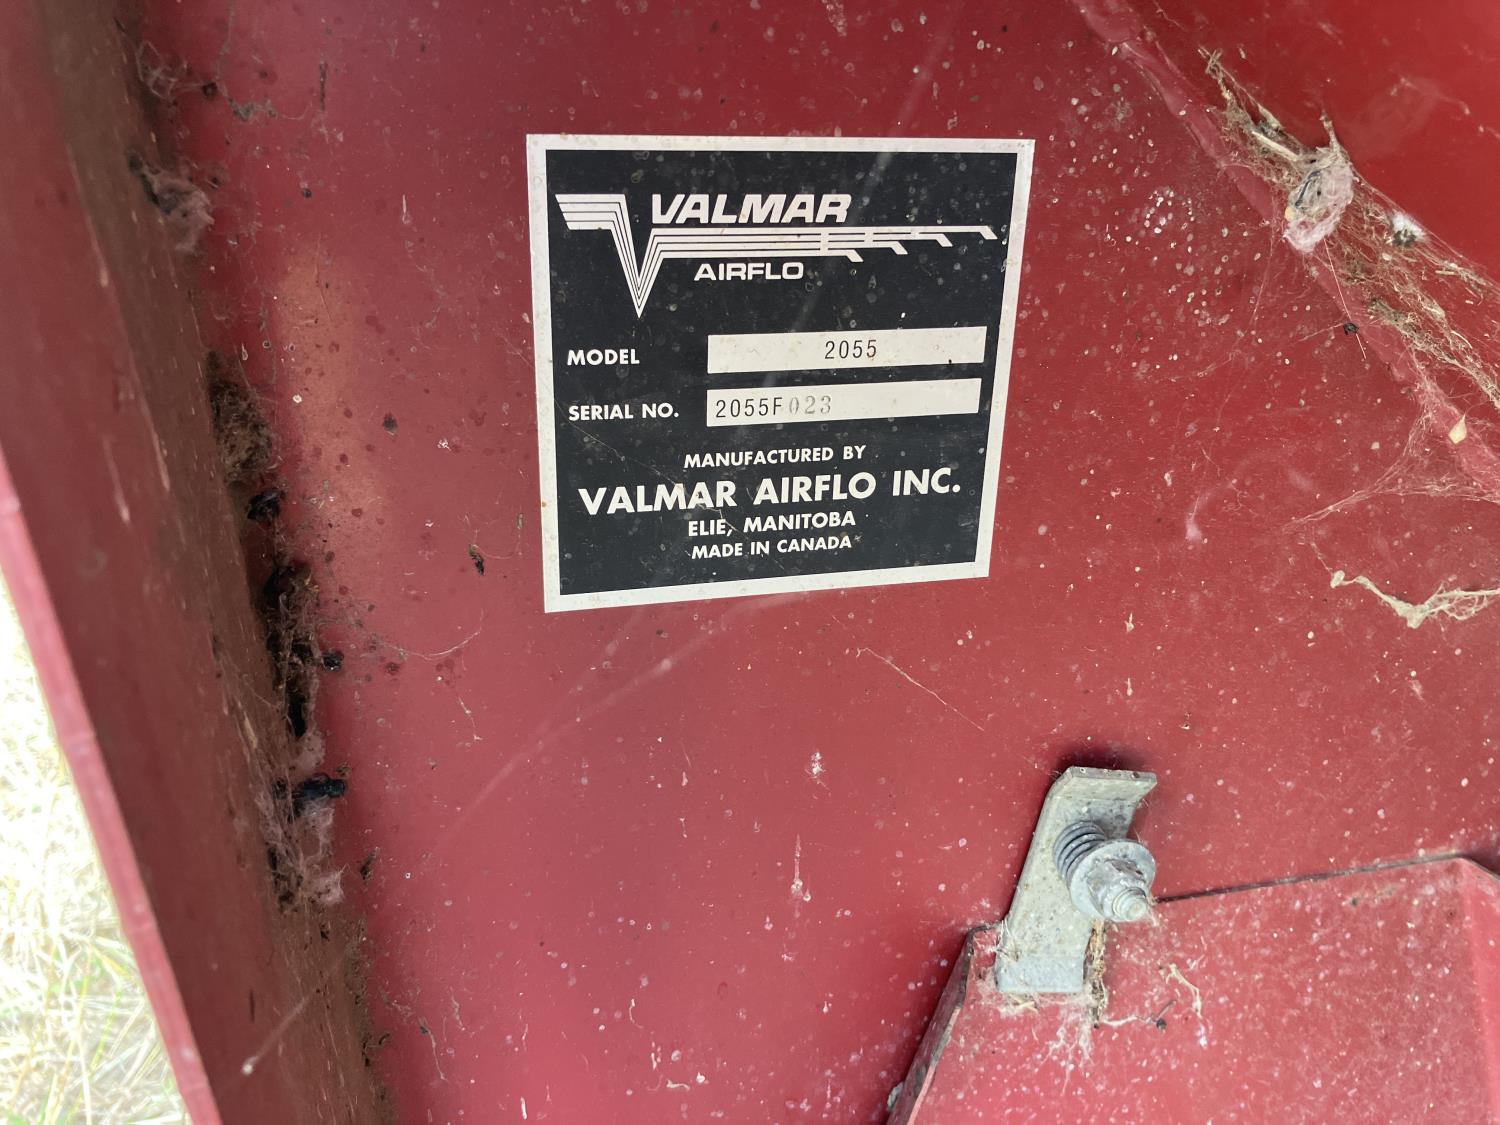 VALMAR
AIRFLO
MODEL 2055
SERIAL NO. 2055F023
MANUFACTURED BY
VALMAR AIRFLO INC.
ELIE, MANITOBA
MADE IN CANADA